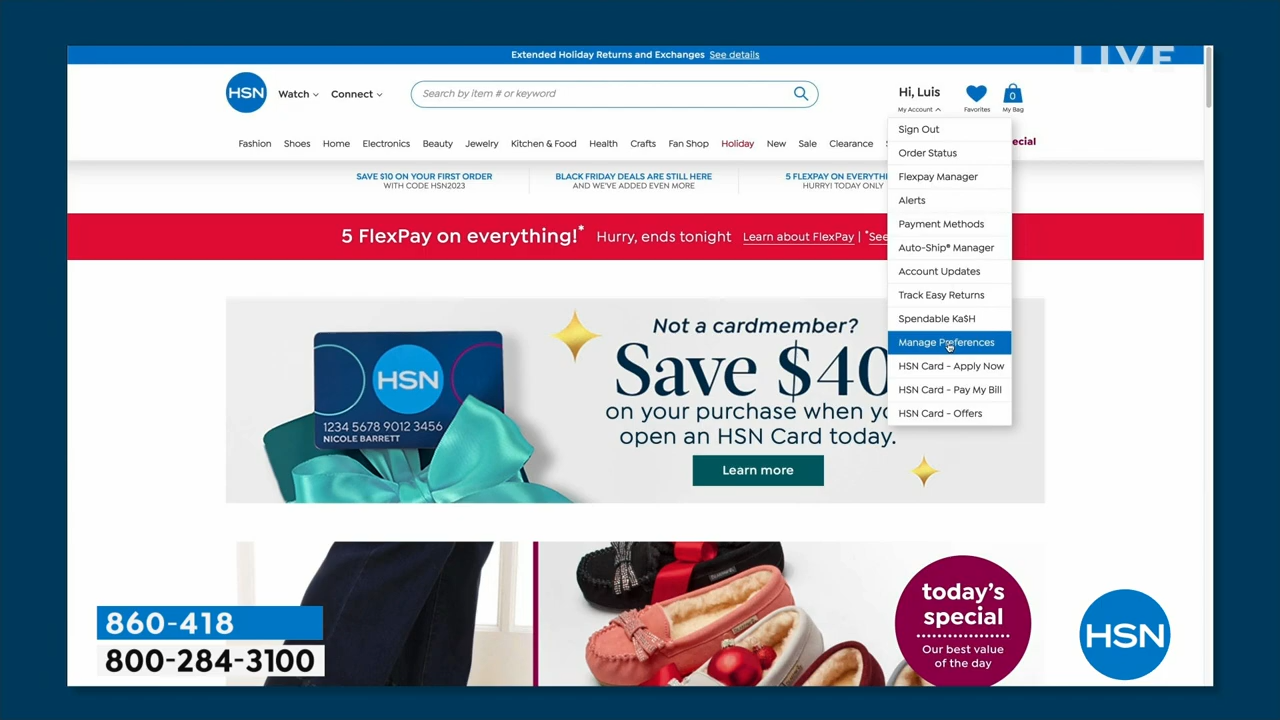 Extended Holiday Returns and Exchanges See details
LIVE
HSN
Watch
Connect
Search by item # or keyword
Hi, Luis
My Account
Favorites
0
My Bag
Fashion
Shoes
Home
Electronics
Beauty
Jewelry
Kitchen & Food
Health
Crafts
Fan Shop
Holiday
New
Sale
Clearance
Sign Out
Order Status
Flexpay Manager
Alerts
Payment Methods
Auto-Ship® Manager
Account Updates
Track Easy Returns
Spendable Ka$H
Manage Preferences
HSN Card - Apply Now
HSN Card - Pay My Bill
HSN Card - Offers
SAVE $10 ON YOUR FIRST ORDER
WITH CODE HSN2023
BLACK FRIDAY DEALS ARE STILL HERE
AND WE'VE ADDED EVEN MORE
5 FLEXPAY ON
HURRY! TODAY ONLY
5 FlexPay on everything!* Hurry, ends tonight Learn about FlexPay | *See
Not a cardmember?
Save $40
on your purchase when
open an HSN Card today.
Learn more
HSN
1234 5678 9012 3456
NICOLE BARRETT
today's
special
Our best value
of the day
860-418
800-284-3100
HSN